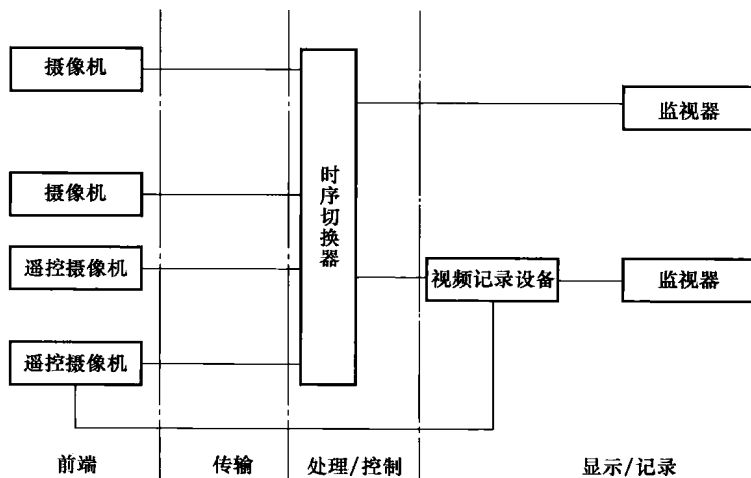 摄像机
监视器
摄像机
时序切换器
遥控摄像机
视频记录设备
监视器
遥控摄像机
前端
传输
处理/控制
显示/记录